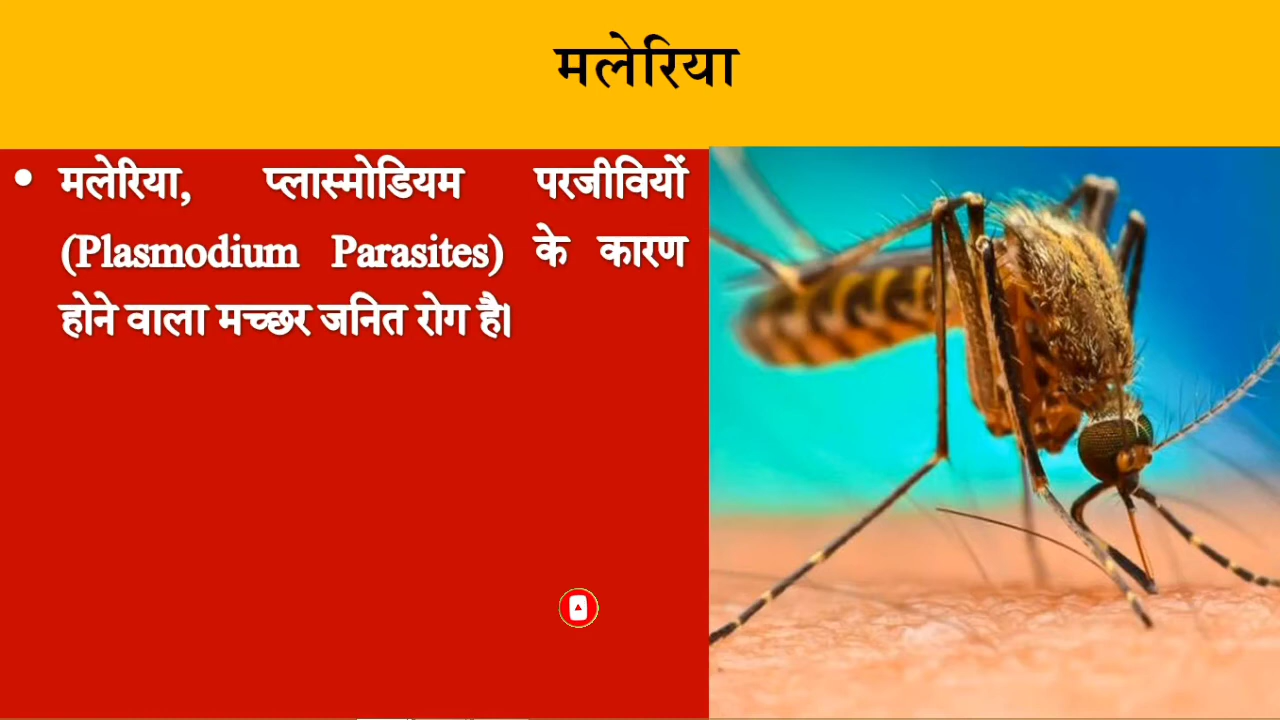 मलेरिया
• मलेरिया, प्लास्मोडियम परजीवियों
(Plasmodium Parasites) के कारण
होने वाला मच्छर जनित रोग है।